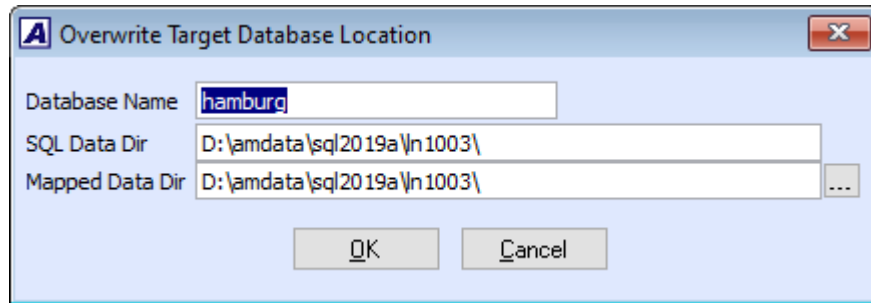 A Overwrite Target Database Location
Database Name hamburg
SQL Data Dir D:\amdata\sql2019a\ln1003\
Mapped Data Dir D:\amdata\sql2019a\ln1003\ ...
OK Cancel